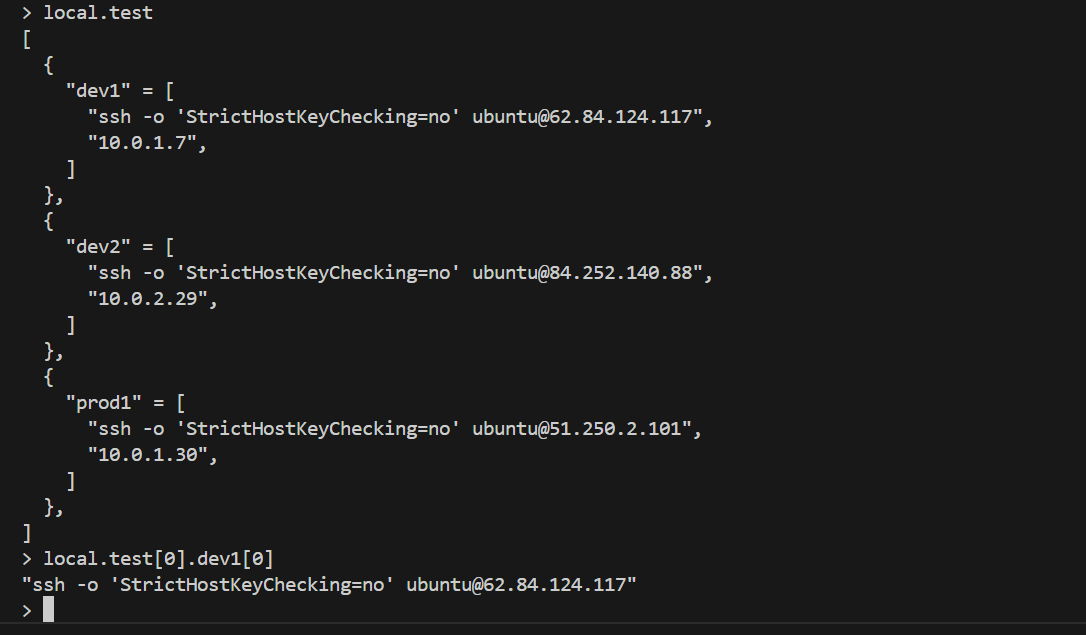 > local.test
[
  {
    "dev1" = [
      "ssh -o 'StrictHostKeyChecking=no' ubuntu@62.84.124.117",
      "10.0.1.7",
    ]
  },
  {
    "dev2" = [
      "ssh -o 'StrictHostKeyChecking=no' ubuntu@84.252.140.88",
      "10.0.2.29",
    ]
  },
  {
    "prod1" = [
      "ssh -o 'StrictHostKeyChecking=no' ubuntu@51.250.2.101",
      "10.0.1.30",
    ]
  },
]
> local.test[0].dev1[0]
"ssh -o 'StrictHostKeyChecking=no' ubuntu@62.84.124.117"
>